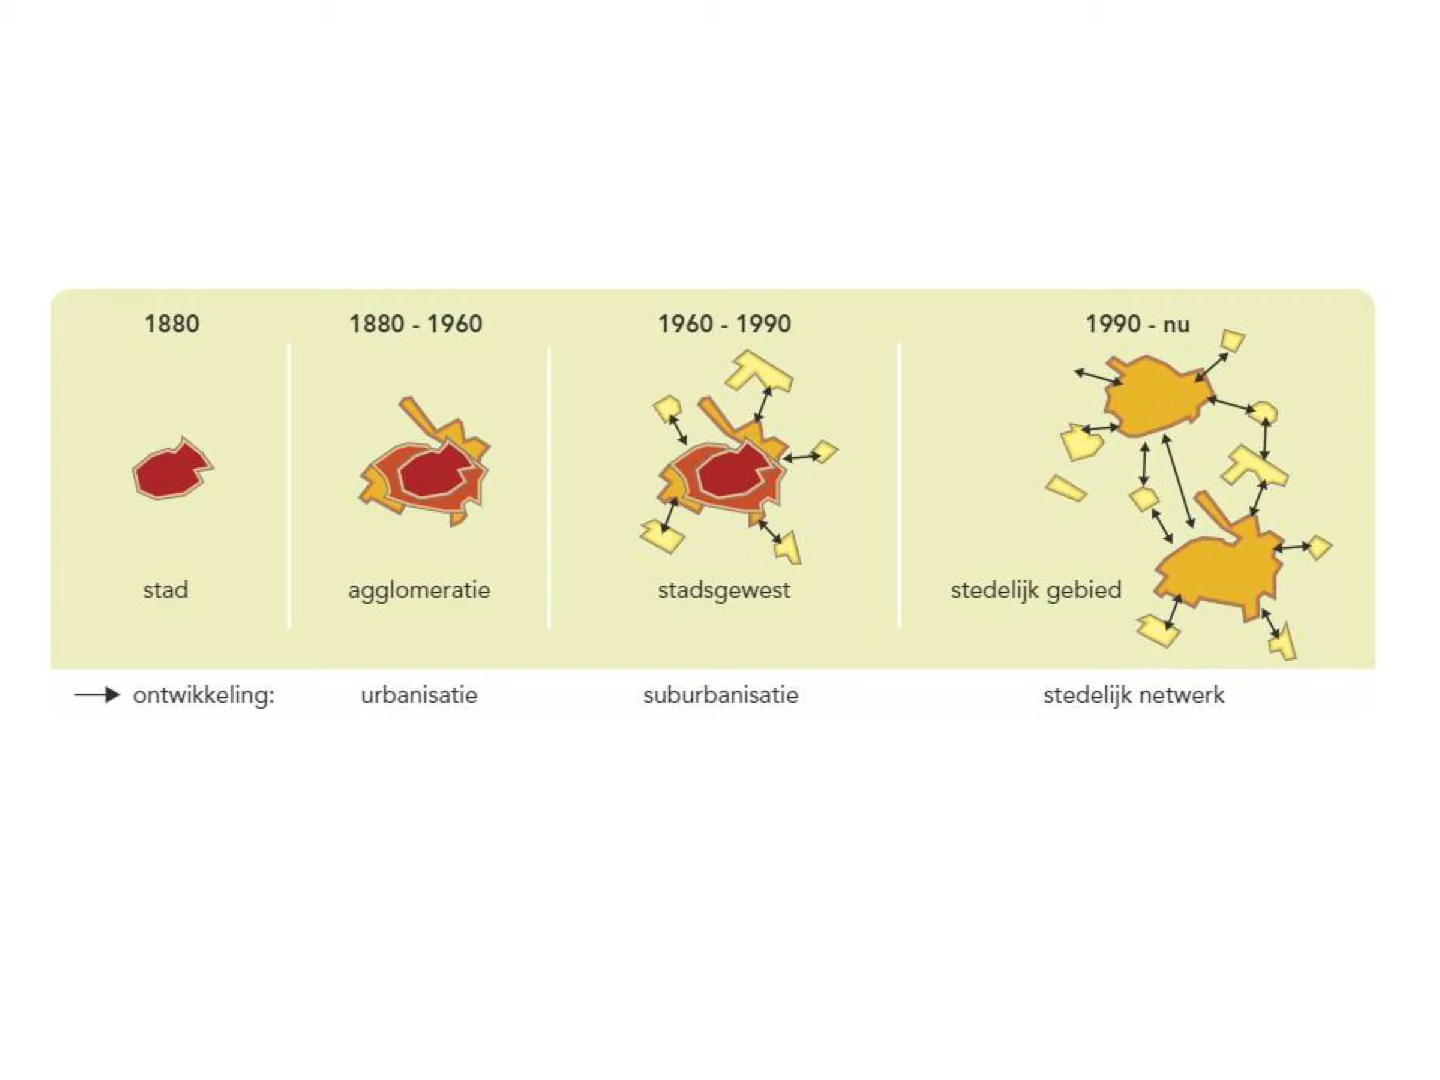 1880
1880 - 1960
1960 - 1990
1990 - nu
stad
agglomeratie
stadsgewest
stedelijk gebied
ontwikkeling:
urbanisatie
suburbanisatie
stedelijk netwerk